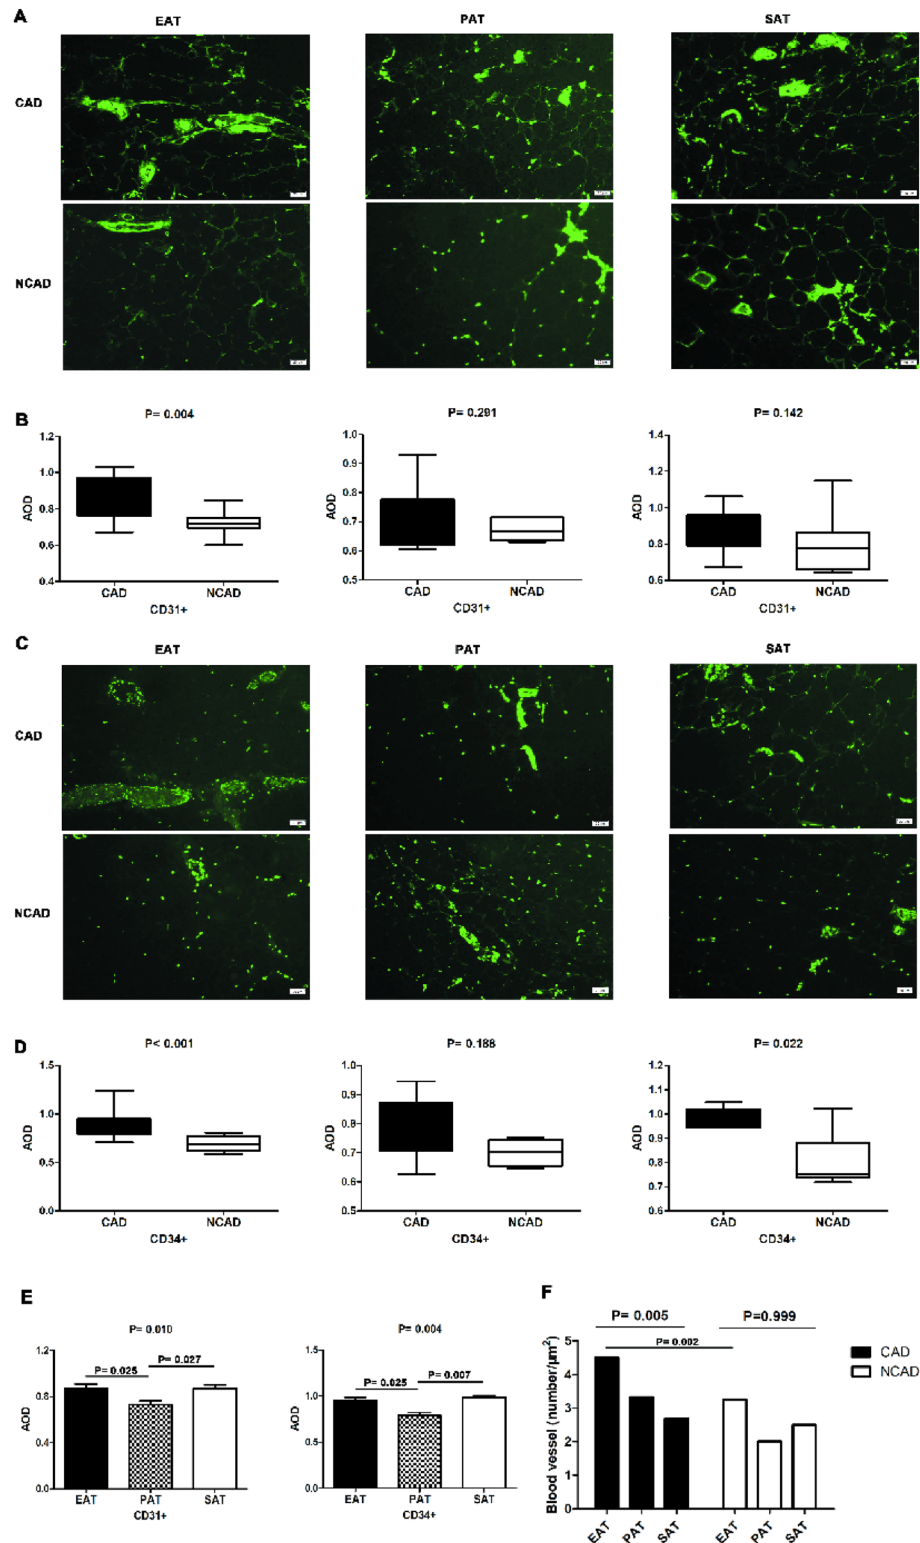 A
EAT PAT SAT
CAD
NCAD
B
P= 0.004 P= 0.291 P= 0.142
AOD
1.2
1.0
0.8
0.6
0.4
CAD NCAD
CD31+
AOD
1.0
0.9
0.8
0.7
0.6
0.5
CAD NCAD
CD31+
AOD
1.4
1.2
1.0
0.8
0.6
CAD NCAD
CD31+
C
EAT PAT SAT
CAD
NCAD
D
P< 0.001 P= 0.188 P= 0.022
AOD
1.5
1.0
0.5
0.0
CAD NCAD
CD34+
AOD
1.0
0.9
0.8
0.7
0.6
0.5
CAD NCAD
CD34+
AOD
1.2
1.1
1.0
0.9
0.8
0.7
0.6
CAD NCAD
CD34+
E
P= 0.010
P= 0.025 P= 0.027
AOD
1.2
0.8
0.4
0.0
EAT PAT SAT
CD31+
P= 0.004
P= 0.025 P= 0.007
AOD
1.5
1.0
0.5
0.0
EAT PAT SAT
CD34+
F
P= 0.005 P=0.999
P= 0.002
CAD
NCAD
Blood vessel (number/µm²)
5
4
3
2
1
0
EAT PAT SAT EAT PAT SAT